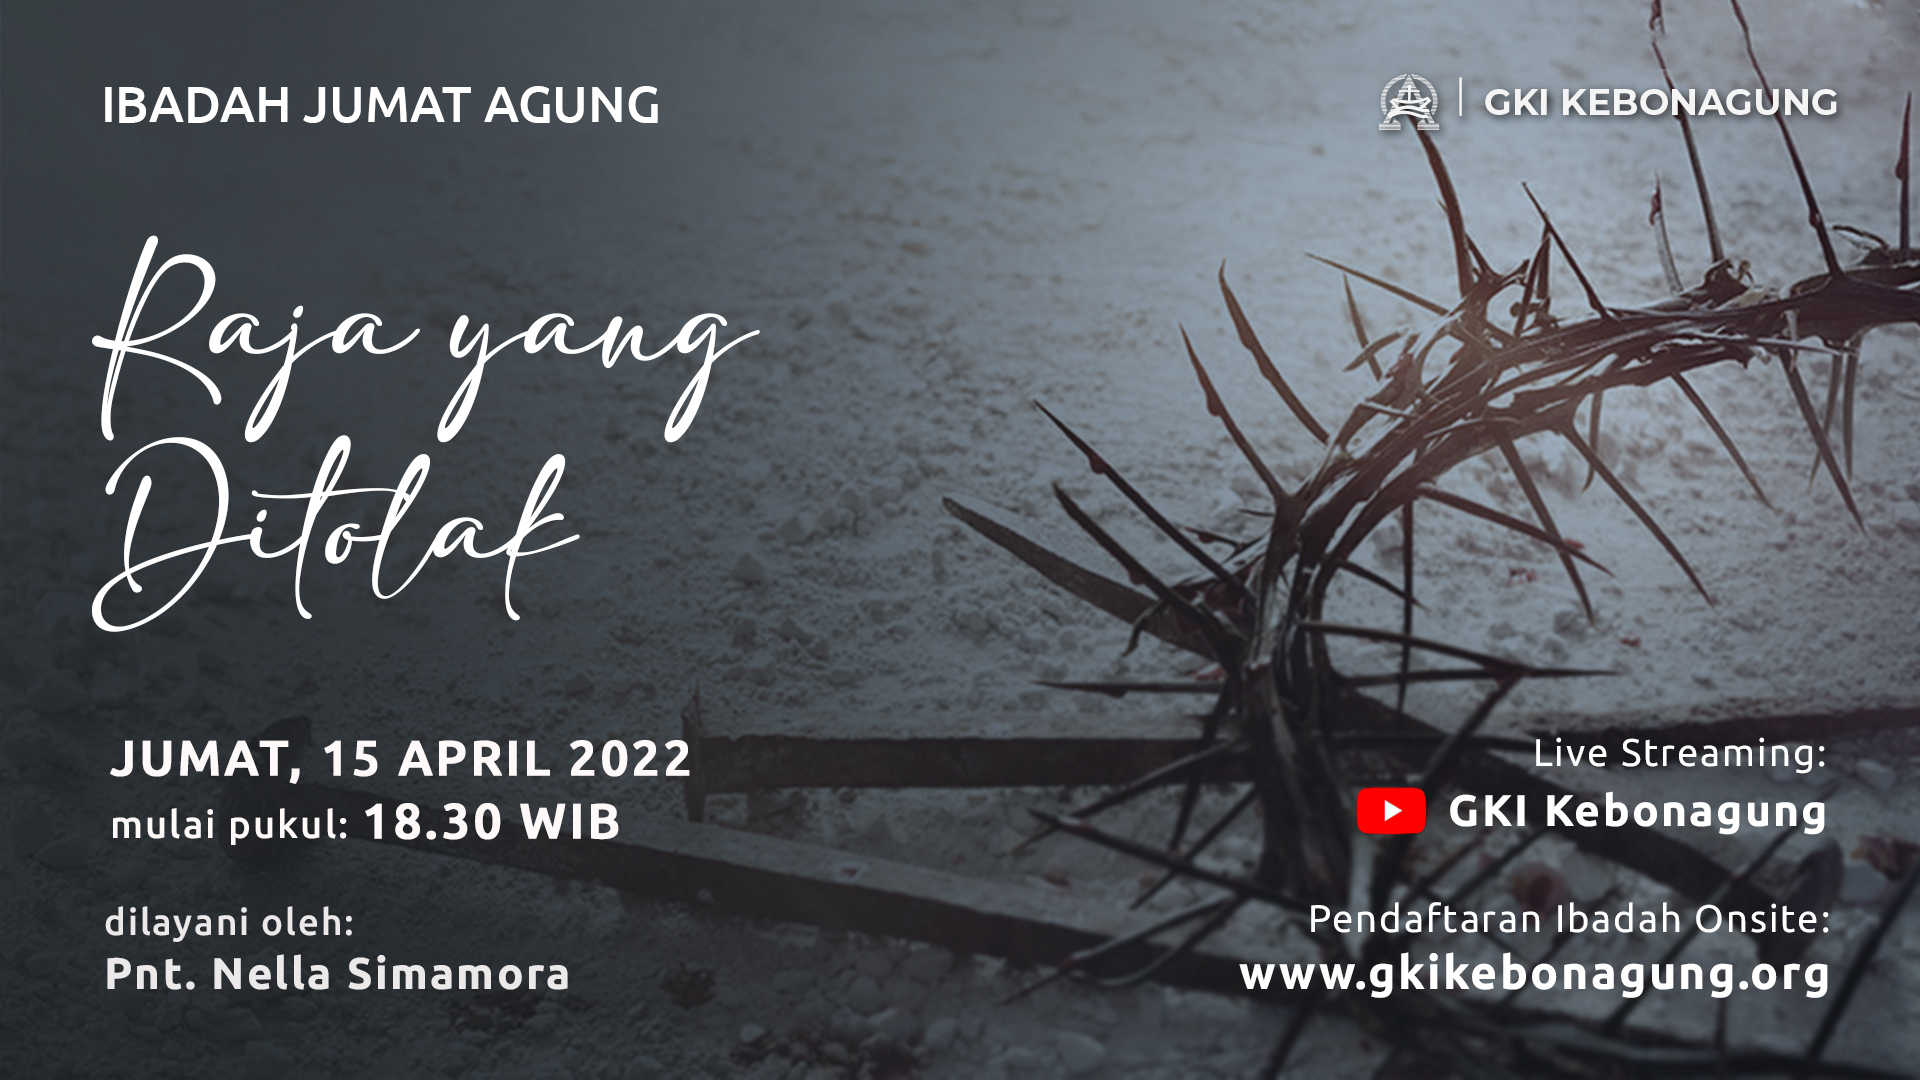 IBADAH JUMAT AGUNG
GKI KEBONAGUNG
Raja yang
Ditolak
JUMAT, 15 APRIL 2022
mulai pukul: 18.30 WIB
dilayani oleh:
Pnt. Nella Simamora
Live Streaming:
GKI Kebonagung
Pendaftaran Ibadah Onsite:
www.gkikebonagung.org